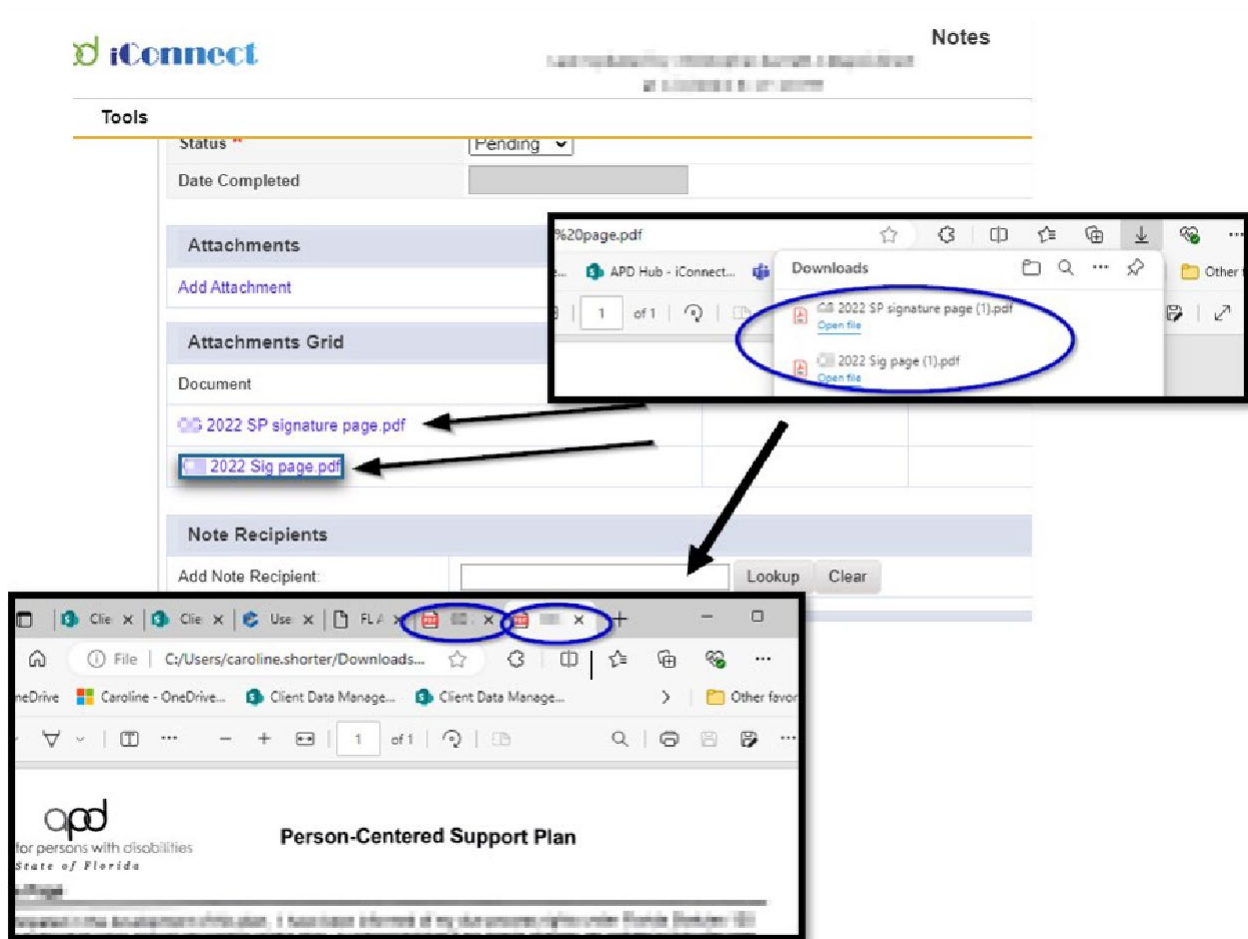 iConnect
Notes
Tools
Status **
Pending
Date Completed
Attachments
Add Attachment
Attachments Grid
Document
2022 SP signature page.pdf
2022 Sig page.pdf
Note Recipients
Add Note Recipient:
Lookup Clear
%20page.pdf
APD Hub - iConnect...
Downloads
Other
1 of 1
2022 SP signature page (1).pdf
Open file
2022 Sig page (1).pdf
Open file
Clie Clie Use FLA
File C:/Users/caroline.shorter/Downloads...
neDrive Caroline - OneDrive... Client Data Manage... Client Data Manage... Other favor
1 of 1
apd
for persons with disabilities
State of Florida
Person-Centered Support Plan